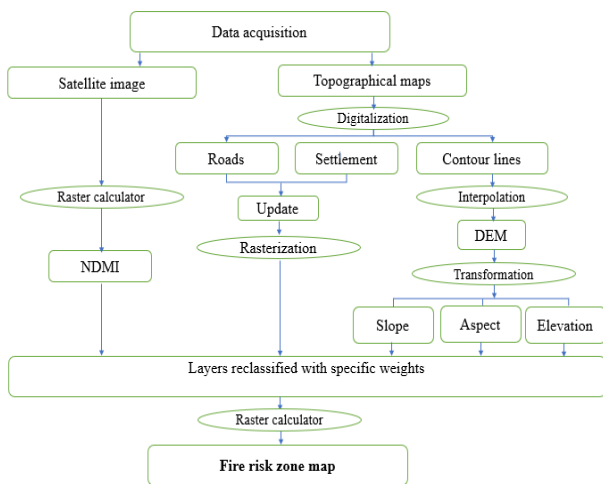 Data acquisition
Satellite image
Topographical maps
Digitalization
Roads
Settlement
Contour lines
Raster calculator
Update
Interpolation
Rasterization
DEM
NDMI
Transformation
Slope
Aspect
Elevation
Layers reclassified with specific weights
Raster calculator
Fire risk zone map